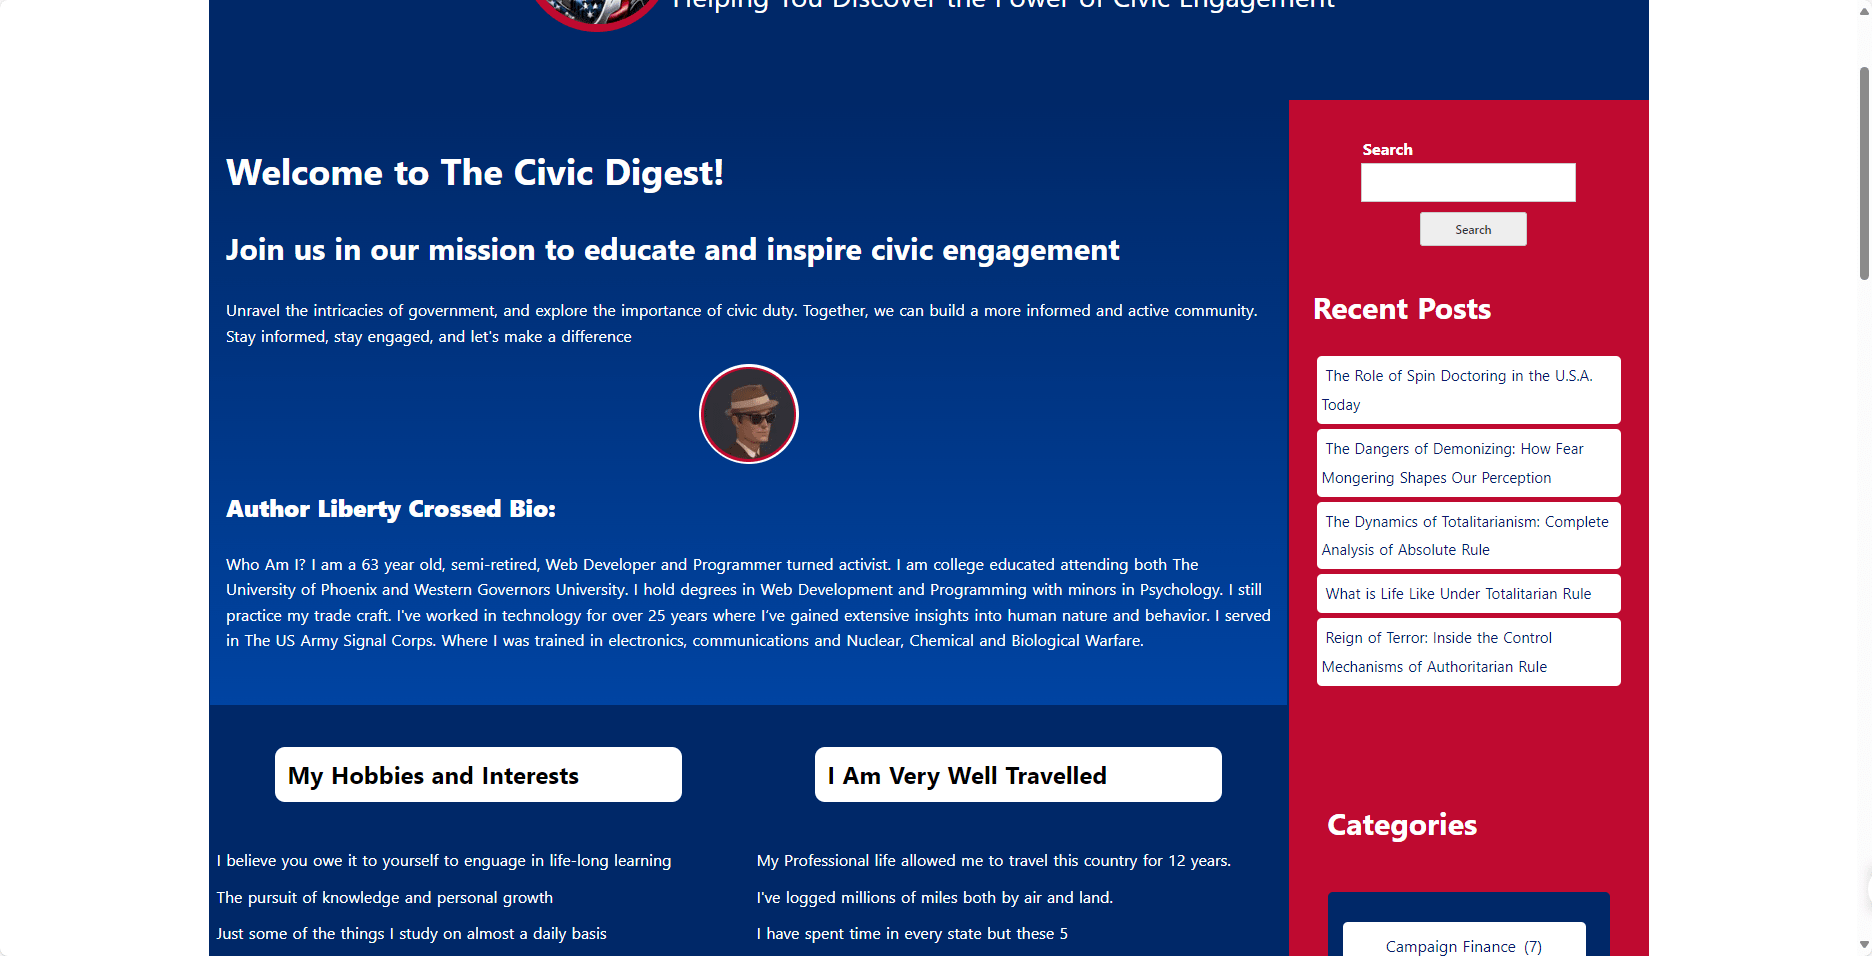 Helping You Discover the Power of Civic Engagement
Welcome to The Civic Digest!
Join us in our mission to educate and inspire civic engagement
Unravel the intricacies of government, and explore the importance of civic duty. Together, we can build a more informed and active community.
Stay informed, stay engaged, and let's make a difference
Author Liberty Crossed Bio:
Who Am I? I am a 63 year old, semi-retired, Web Developer and Programmer turned activist. I am college educated attending both The
University of Phoenix and Western Governors University. I hold degrees in Web Development and Programming with minors in Psychology. I still
practice my trade craft. I've worked in technology for over 25 years where I've gained extensive insights into human nature and behavior. I served
in The US Army Signal Corps. Where I was trained in electronics, communications and Nuclear, Chemical and Biological Warfare.
My Hobbies and Interests
I believe you owe it to yourself to enguage in life-long learning
The pursuit of knowledge and personal growth
Just some of the things I study on almost a daily basis
I Am Very Well Travelled
My Professional life allowed me to travel this country for 12 years.
I've logged millions of miles both by air and land.
I have spent time in every state but these 5
Search
Search
Recent Posts
The Role of Spin Doctoring in the U.S.A.
Today
The Dangers of Demonizing: How Fear
Mongering Shapes Our Perception
The Dynamics of Totalitarianism: Complete
Analysis of Absolute Rule
What is Life Like Under Totalitarian Rule
Reign of Terror: Inside the Control
Mechanisms of Authoritarian Rule
Categories
Campaign Finance (7)